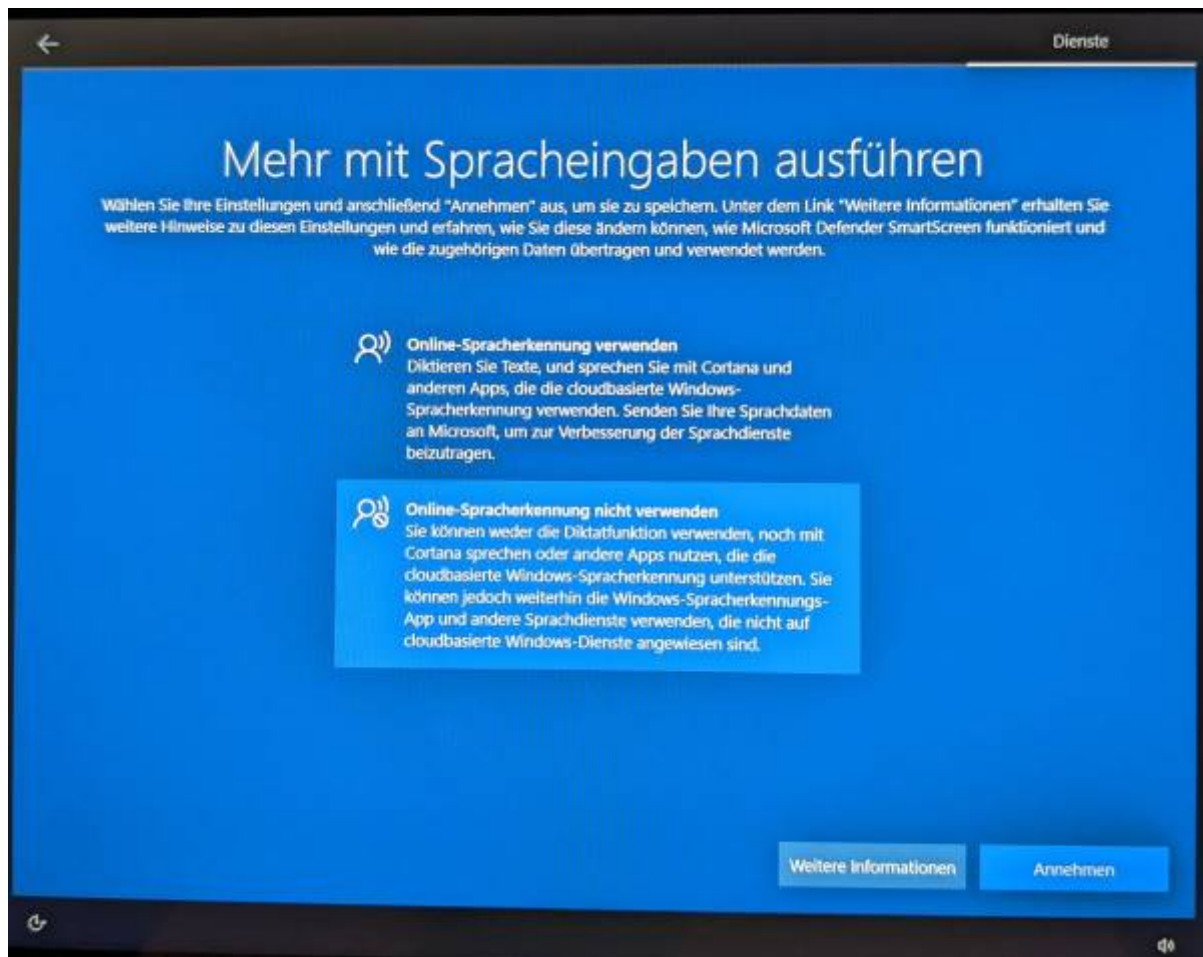 Dienste
Mehr mit Spracheingaben ausführen
Wählen Sie Ihre Einstellungen und anschließend "Annehmen" aus, um sie zu speichern. Unter dem Link "Weitere Informationen" erhalten Sie
weitere Hinweise zu diesen Einstellungen und erfahren, wie Sie diese ändern können, wie Microsoft Defender SmartScreen funktioniert und
wie die zugehörigen Daten übertragen und verwendet werden.
Online-Spracherkennung verwenden
Diktieren Sie Texte, und sprechen Sie mit Cortana und
anderen Apps, die die cloudbasierte Windows-
Spracherkennung verwenden. Senden Sie Ihre Sprachdaten
an Microsoft, um zur Verbesserung der Sprachdienste
beizutragen.
Online-Spracherkennung nicht verwenden
Sie können weder die Diktatfunktion verwenden, noch mit
Cortana sprechen oder andere Apps nutzen, die die
cloudbasierte Windows-Spracherkennung unterstützen. Sie
können jedoch weiterhin die Windows-Spracherkennungs-
App und andere Sprachdienste verwenden, die nicht auf
cloudbasierte Windows-Dienste angewiesen sind.
Weitere Informationen
Annehmen